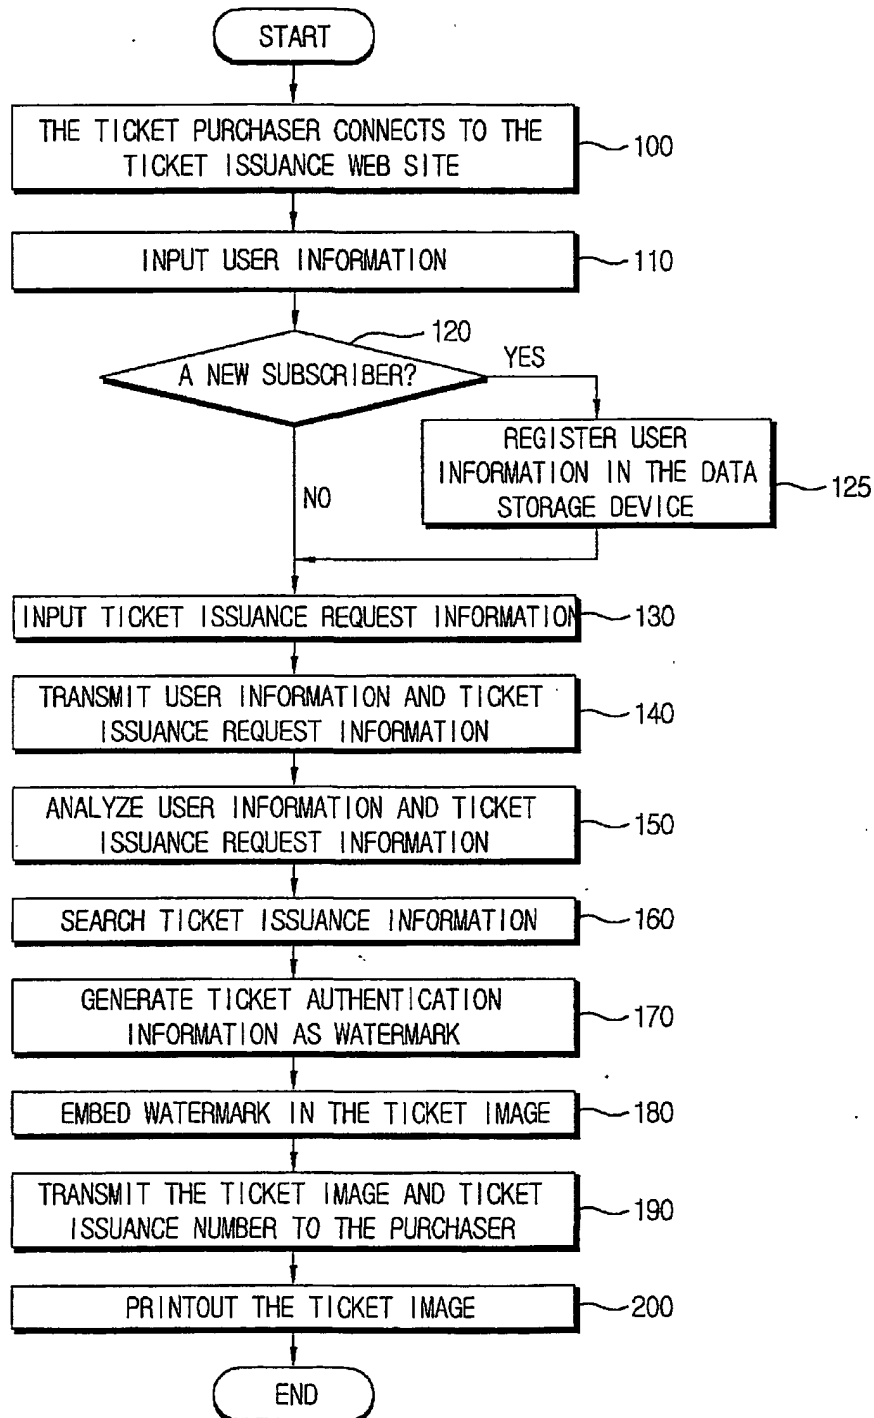 START
THE TICKET PURCHASER CONNECTS TO THE
TICKET ISSUANCE WEB SITE
100
INPUT USER INFORMATION
110
120
A NEW SUBSCRIBER?
YES
REGISTER USER
INFORMATION IN THE DATA
STORAGE DEVICE
125
NO
INPUT TICKET ISSUANCE REQUEST INFORMATION
130
TRANSMIT USER INFORMATION AND TICKET
ISSUANCE REQUEST INFORMATION
140
ANALYZE USER INFORMATION AND TICKET
ISSUANCE REQUEST INFORMATION
150
SEARCH TICKET ISSUANCE INFORMATION
160
GENERATE TICKET AUTHENTICATION
INFORMATION AS WATERMARK
170
EMBED WATERMARK IN THE TICKET IMAGE
180
TRANSMIT THE TICKET IMAGE AND TICKET
ISSUANCE NUMBER TO THE PURCHASER
190
PRINTOUT THE TICKET IMAGE
200
END